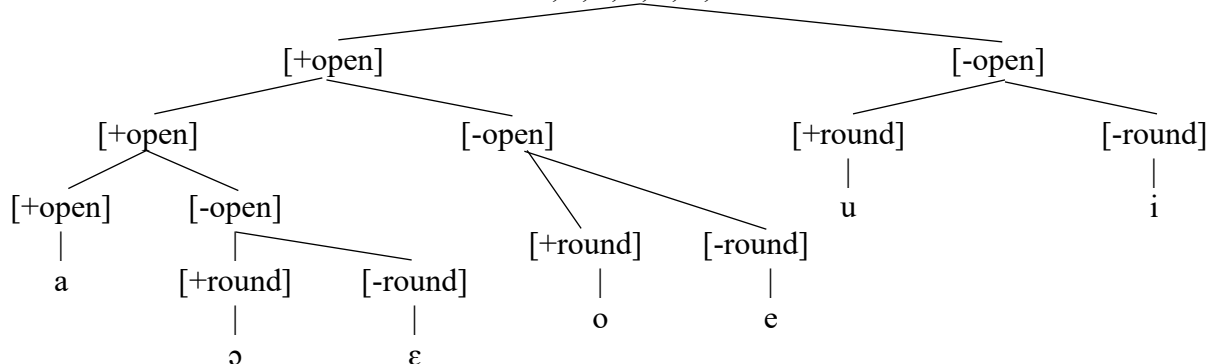 [+open] [-open]
[+open] [-open] [+round] [-round]
[+open] [-open] u i
[+round] [-round]
a [+round] [-round]
o e
ɔ ɛ